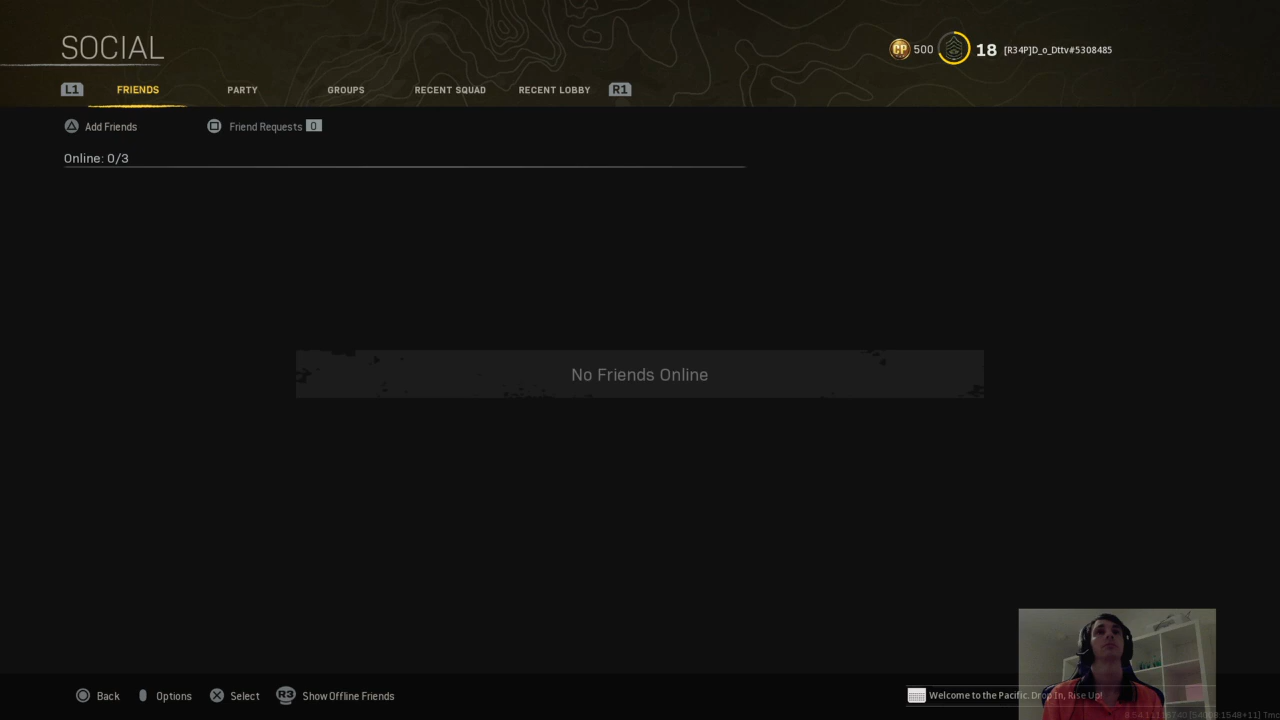 SOCIAL
CP 500 18 [R34P]D_o_Dttv#5308485
L1 FRIENDS PARTY GROUPS RECENT SQUAD RECENT LOBBY R1
Add Friends Friend Requests 0
Online: 0/3
No Friends Online
Back Options Select R3 Show Offline Friends
Welcome to the Pacific. Drop In, Rise Up!